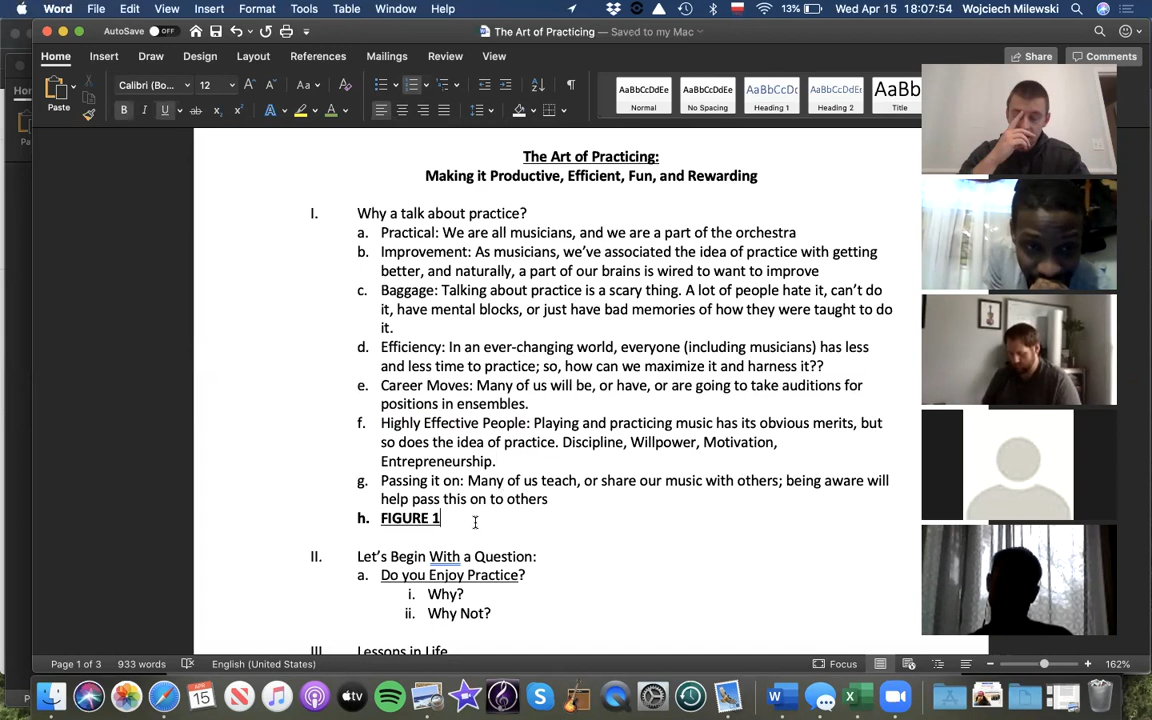 Word File Edit View Insert Format Tools Table Window Help 13% Wed Apr 15 18:07:54 Wojciech Milewski
AutoSave OFF The Art of Practicing — Saved to my Mac
Home Insert Draw Design Layout References Mailings Review View Share Comments
Paste Calibri (Bo... 12 Aa
B I U ab
AaBbCcDdEe AaBbCcDdEe AaBbCcDc AaBbCcDdEe AaBb
Normal No Spacing Heading 1 Heading 2 Title
The Art of Practicing:
Making it Productive, Efficient, Fun, and Rewarding
I. Why a talk about practice?
a. Practical: We are all musicians, and we are a part of the orchestra
b. Improvement: As musicians, we’ve associated the idea of practice with getting
better, and naturally, a part of our brains is wired to want to improve
c. Baggage: Talking about practice is a scary thing. A lot of people hate it, can’t do
it, have mental blocks, or just have bad memories of how they were taught to do
it.
d. Efficiency: In an ever-changing world, everyone (including musicians) has less
and less time to practice; so, how can we maximize it and harness it??
e. Career Moves: Many of us will be, or have, or are going to take auditions for
positions in ensembles.
f. Highly Effective People: Playing and practicing music has its obvious merits, but
so does the idea of practice. Discipline, Willpower, Motivation,
Entrepreneurship.
g. Passing it on: Many of us teach, or share our music with others; being aware will
help pass this on to others
h. FIGURE 1
II. Let’s Begin With a Question:
a. Do you Enjoy Practice?
i. Why?
ii. Why Not?
III Lessons in Life
Page 1 of 3 933 words English (United States) Focus 162%
APR
15
tv